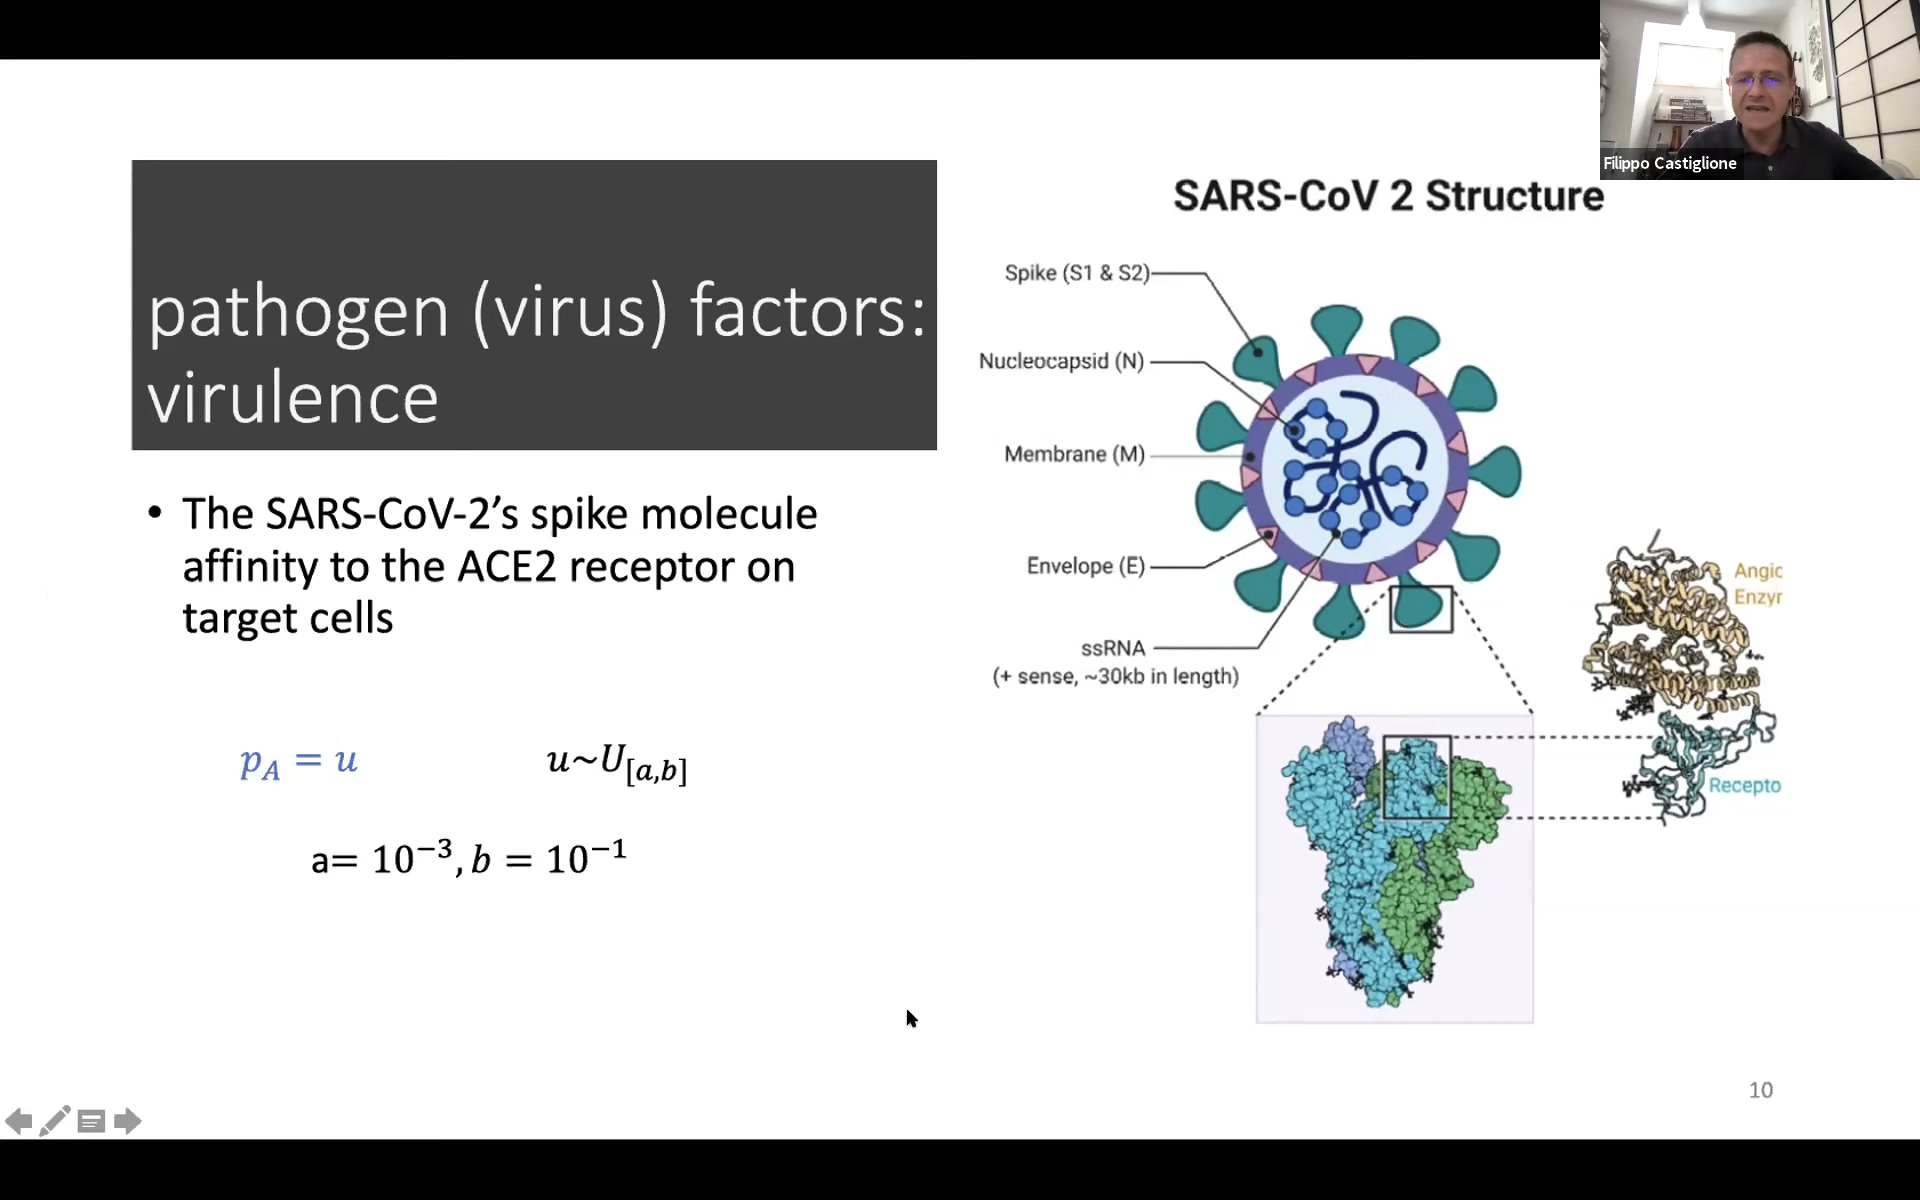 Filippo Castiglione
pathogen (virus) factors:
virulence
• The SARS-CoV-2’s spike molecule
affinity to the ACE2 receptor on
target cells
p_A = u
u~U_[a,b]
a= 10^−3, b = 10^−1
SARS-CoV 2 Structure
Spike (S1 & S2)
Nucleocapsid (N)
Membrane (M)
Envelope (E)
ssRNA
(+ sense, ~30kb in length)
Angic
Enzyr
Recepto
10